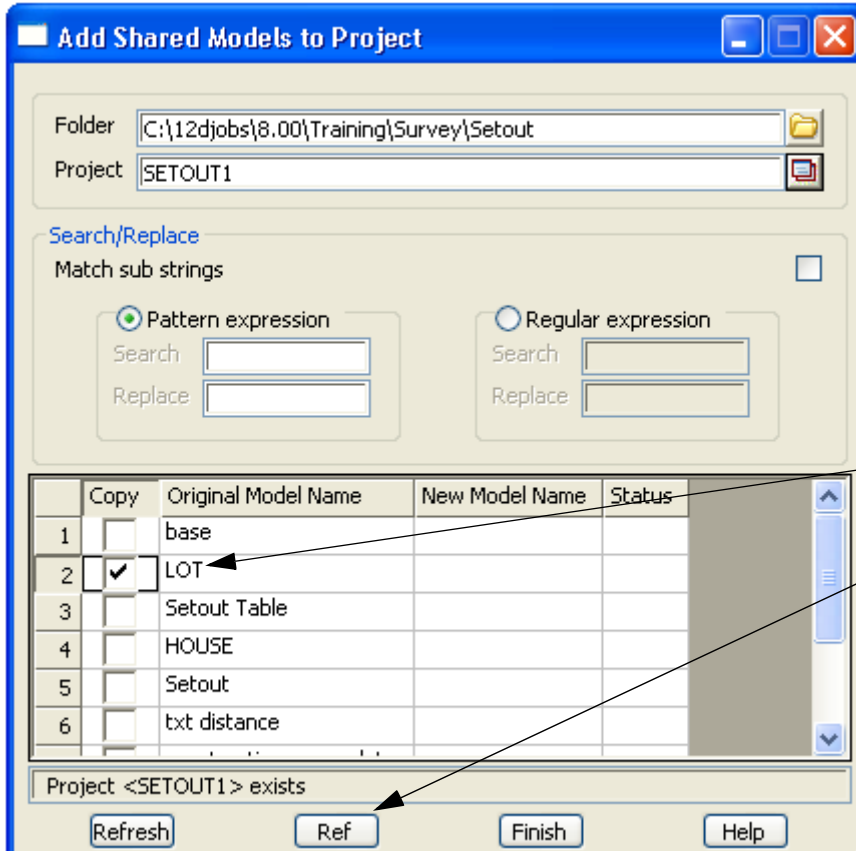 Add Shared Models to Project
Folder C:\12djobs\8.00\Training\Survey\Setout
Project SETOUT1
Search/Replace
Match sub strings
Pattern expression Regular expression
Search Search
Replace Replace
Copy Original Model Name New Model Name Status
1 base
2 LOT
3 Setout Table
4 HOUSE
5 Setout
6 txt distance
Project <SETOUT1> exists
Refresh Ref Finish Help